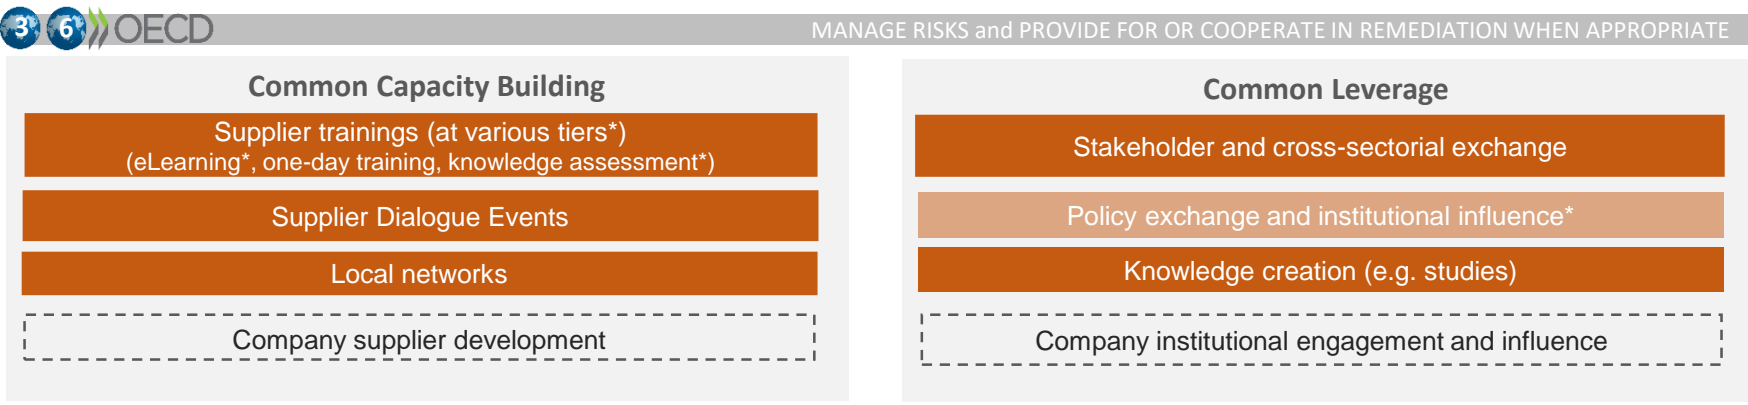 3 6 OECD
MANAGE RISKS and PROVIDE FOR OR COOPERATE IN REMEDIATION WHEN APPROPRIATE
Common Capacity Building
Supplier trainings (at various tiers*)
(eLearning*, one-day training, knowledge assessment*)
Supplier Dialogue Events
Local networks
Company supplier development
Common Leverage
Stakeholder and cross-sectorial exchange
Policy exchange and institutional influence*
Knowledge creation (e.g. studies)
Company institutional engagement and influence